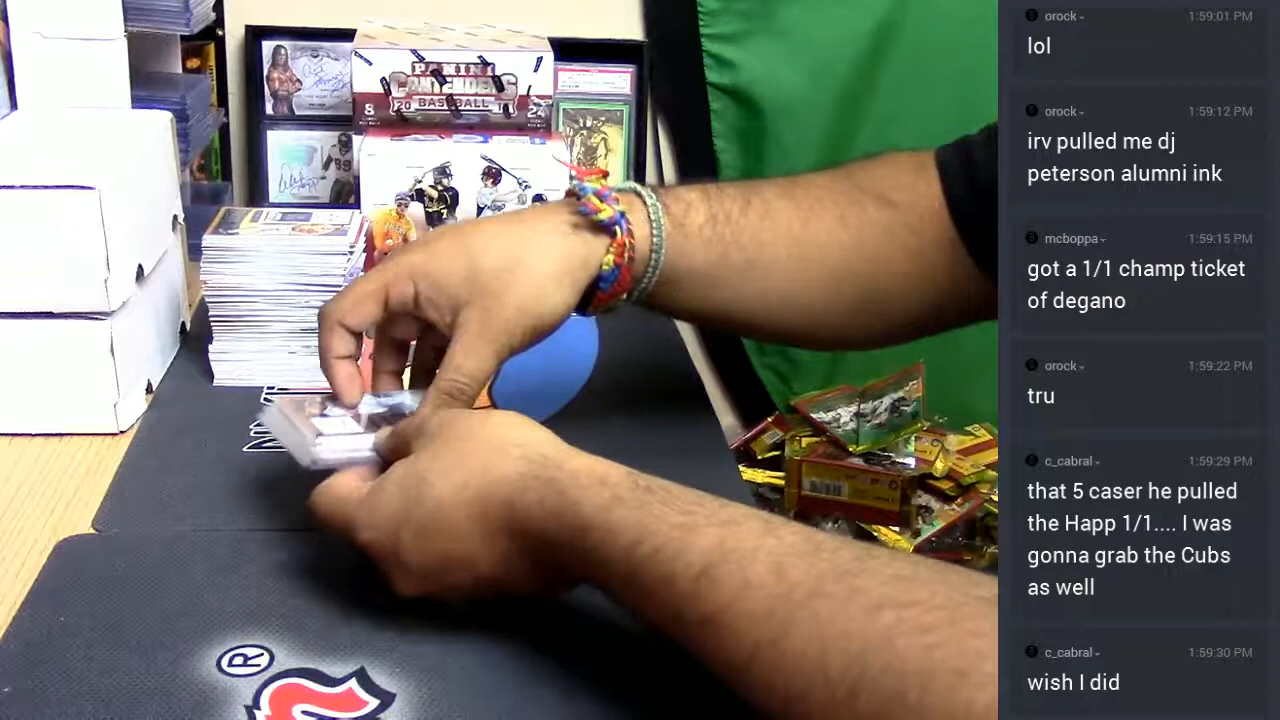 PANINI
CONTENDERS
20 BASEBALL
8
24
®
orock
1:59:01 PM
lol
orock
1:59:12 PM
irv pulled me dj
peterson alumni ink
mcboppa
1:59:15 PM
got a 1/1 champ ticket
of degano
orock
1:59:22 PM
tru
c_cabral
1:59:29 PM
that 5 caser he pulled
the Happ 1/1.... I was
gonna grab the Cubs
as well
c_cabral
1:59:30 PM
wish I did